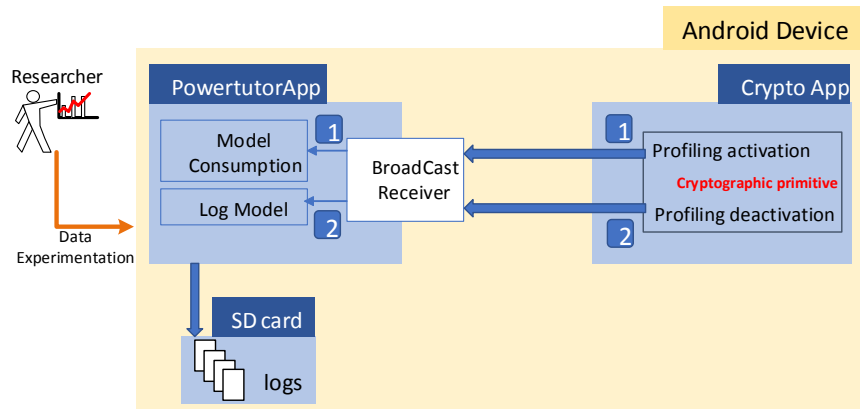 Android Device
Researcher
PowertutorApp
Crypto App
1
1
Model
Consumption
BroadCast
Receiver
Profiling activation
Cryptographic primitive
Log Model
Profiling deactivation
2
2
Data
Experimentation
SD card
logs